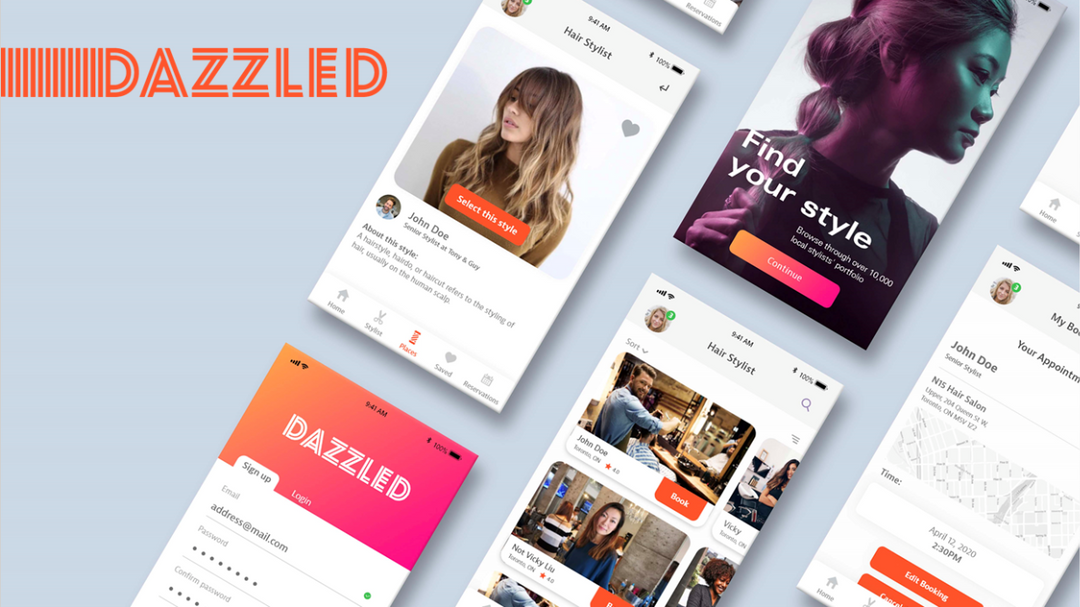 DAZZLED
9:41 AM
100%
Hair Stylist
Select this style
John Doe
Senior Stylist at Tony & Guy
About this style:
A hairstyle, hairdo, or haircut refers to the styling of
hair, usually on the human scalp.
Home
Stylist
Places
Saved
Reservations
Reservations
Find
your style
Browse through over 10,000
local stylists' portfolio
Continue
Home
9:41 AM
100%
DAZZLED
Sign up
Login
Email
address@mail.com
Password
Confirm password
9:41 AM
100%
Hair Stylist
Sort
John Doe
Toronto, ON
4.0
Book
Vicky
Toronto, ON
Not Vicky Liu
Toronto, ON
4.0
My Bo
Your Appointm
John Doe
Senior Stylist
N15 Hair Salon
Upper, 204 Queen St W,
Toronto, ON M5V 1Z2
Time:
April 12, 2020
2:30PM
Edit Booking
Cancel
Home